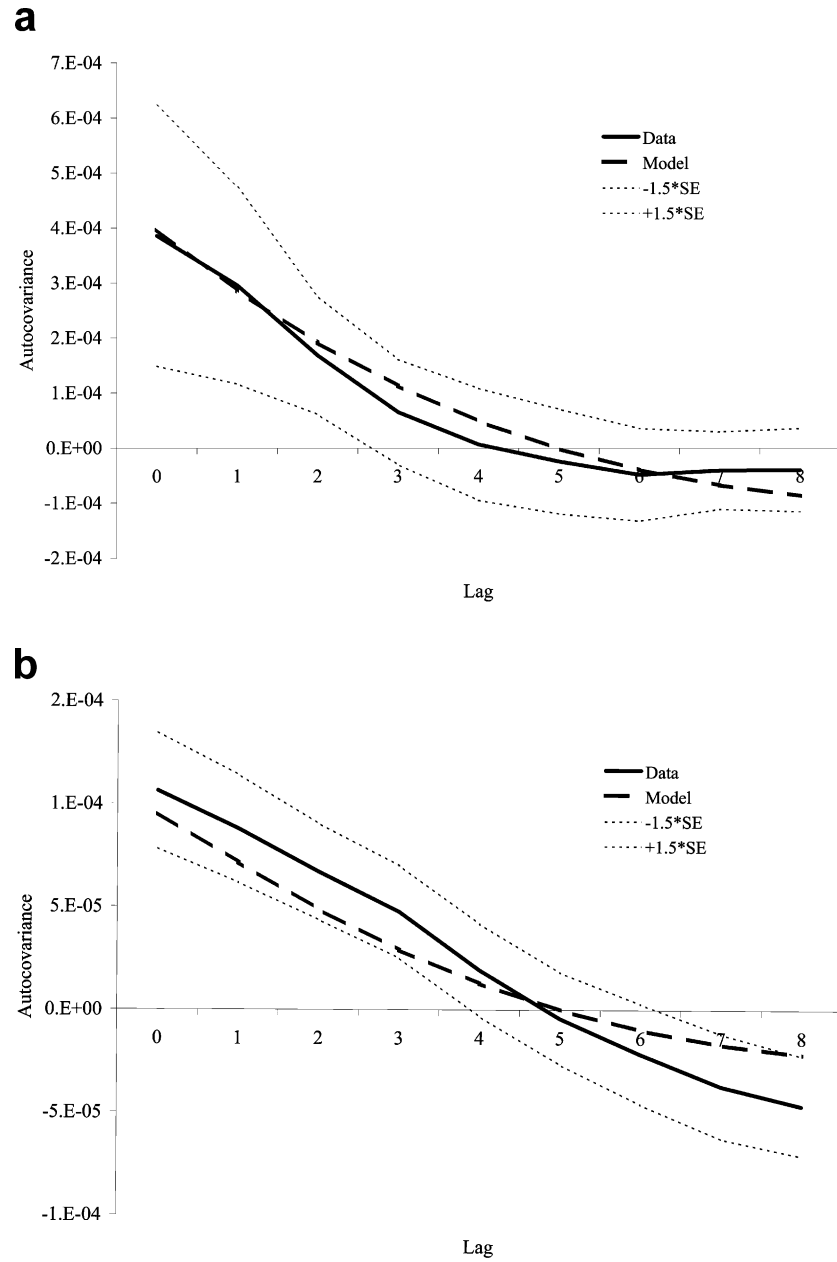 a
7.E-04
6.E-04
5.E-04
4.E-04
3.E-04
2.E-04
1.E-04
0.E+00
-1.E-04
-2.E-04
Autocovariance
Data
Model
-1.5*SE
+1.5*SE
0 1 2 3 4 5 6 7 8
Lag
b
2.E-04
1.E-04
5.E-05
0.E+00
-5.E-05
-1.E-04
Autocovariance
Data
Model
-1.5*SE
+1.5*SE
0 1 2 3 4 5 6 7 8
Lag